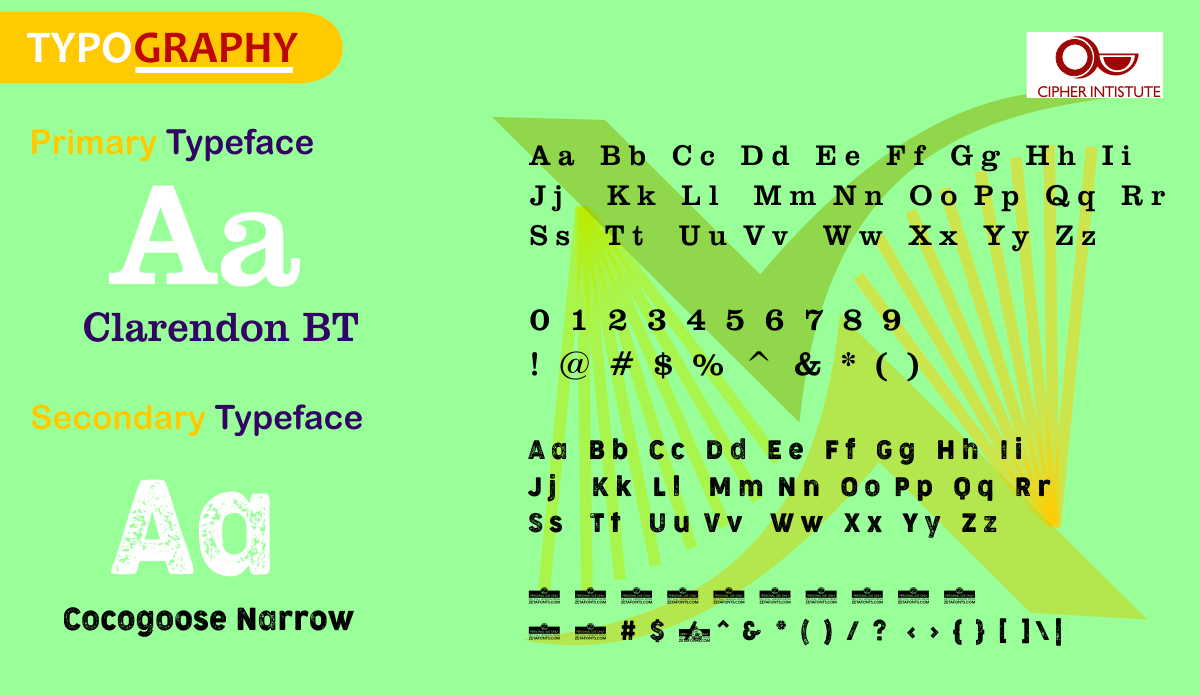 TYPOGRAPHY
CIPHER INTISTUTE
Primary Typeface
Aa
Clarendon BT
Aa Bb Cc Dd Ee Ff Gg Hh Ii
Jj Kk Ll Mm Nn Oo Pp Qq Rr
Ss Tt Uu Vv Ww Xx Yy Zz
0 1 2 3 4 5 6 7 8 9
! @ # $ % ^ & * ( )
Secondary Typeface
Aa
Cocogoose Narrow
Aa Bb Cc Dd Ee Ff Gg Hh Ii
Jj Kk Ll Mm Nn Oo Pp Qq Rr
Ss Tt Uu Vv Ww Xx Yy Zz
# $ ^ & * ( ) / ? < > { } [ ] \ |